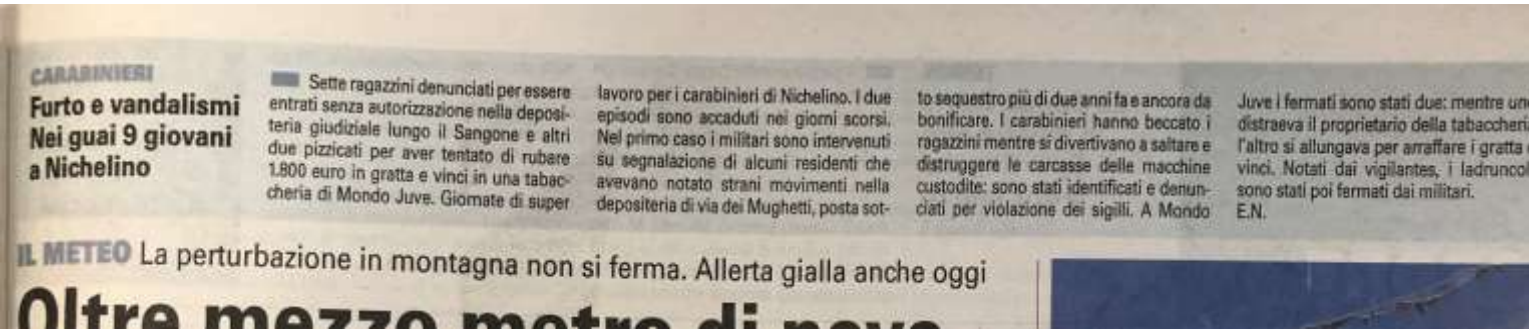 CARABINIERI
Furto e vandalismi
Nei guai 9 giovani
a Nichelino
Sette ragazzini denunciati per essere
entrati senza autorizzazione nella deposi-
teria giudiziale lungo il Sangone e altri
due pizzicati per aver tentato di rubare
1.800 euro in gratta e vinci in una tabac-
cheria di Mondo Juve. Giornate di super
lavoro per i carabinieri di Nichelino. I due
episodi sono accaduti nei giorni scorsi.
Nel primo caso i militari sono intervenuti
su segnalazione di alcuni residenti che
avevano notato strani movimenti nella
depositeria di via dei Mughetti, posta sot-
to sequestro più di due anni fa e ancora da
bonificare. I carabinieri hanno beccato i
ragazzini mentre si divertivano a saltare e
distruggere le carcasse delle macchine
custodite: sono stati identificati e denun-
ciati per violazione dei sigilli. A Mondo
Juve i fermati sono stati due: mentre uno
distraeva il proprietario della tabaccheri
l'altro si allungava per arraffare i gratta
vinci. Notati dai vigilantes, i ladruncol
sono stati poi fermati dai militari.
E.N.
IL METEO La perturbazione in montagna non si ferma. Allerta gialla anche oggi
Oltre mezzo metro di neve